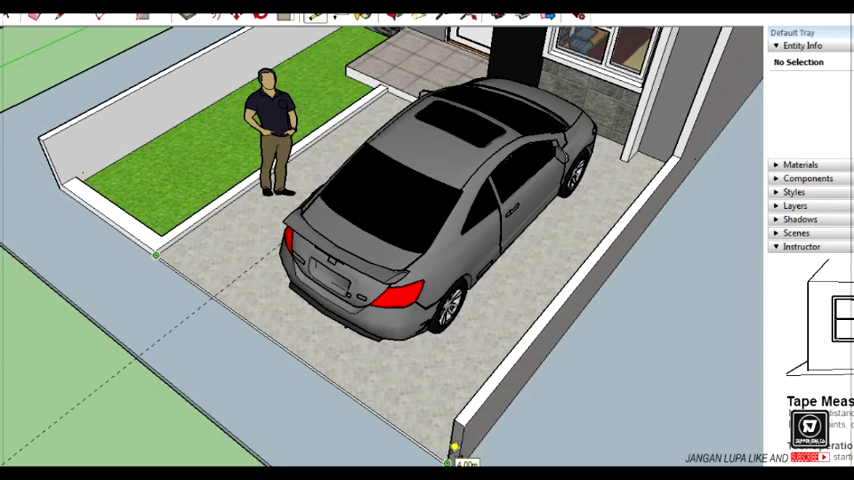 Default Tray
Entity Info
No Selection
Materials
Components
Styles
Layers
Shadows
Scenes
Instructor
Tape Meas
4.00m
JANGAN LUPA LIKE AND SUBSCRIBE